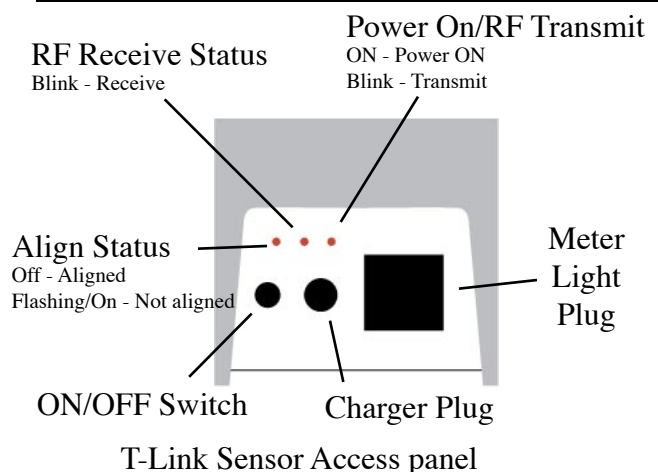 Power On/RF Transmit
ON - Power ON
Blink - Transmit
RF Receive Status
Blink - Receive
Align Status
Off - Aligned
Flashing/On - Not aligned
Meter
Light
Plug
ON/OFF Switch
Charger Plug
T-Link Sensor Access panel